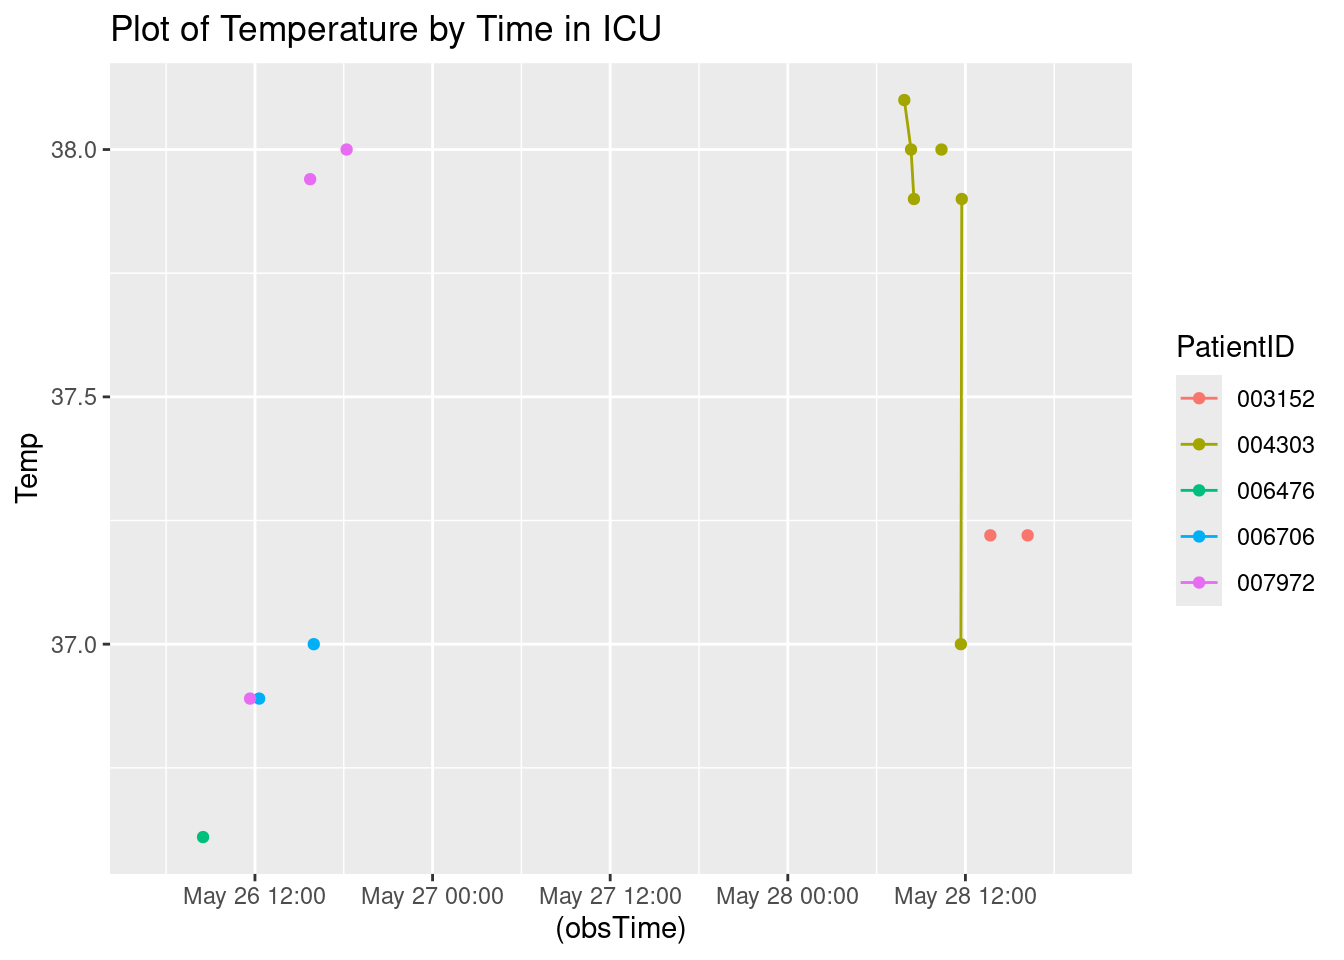 Plot of Temperature by Time in ICU
38.0
37.5
37.0
Temp
May 26 12:00
May 27 00:00
May 27 12:00
May 28 00:00
May 28 12:00
(obsTime)
PatientID
003152
004303
006476
006706
007972